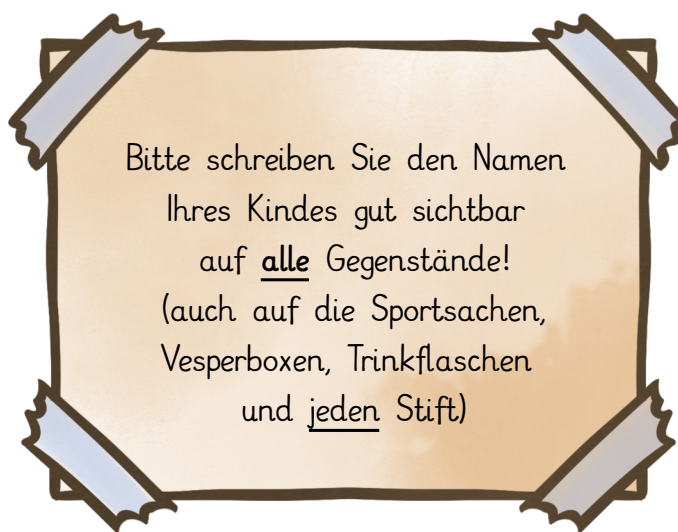 Bitte schreiben Sie den Namen
Ihres Kindes gut sichtbar
auf alle Gegenstände!
(auch auf die Sportsachen,
Vesperboxen, Trinkflaschen
und jeden Stift)